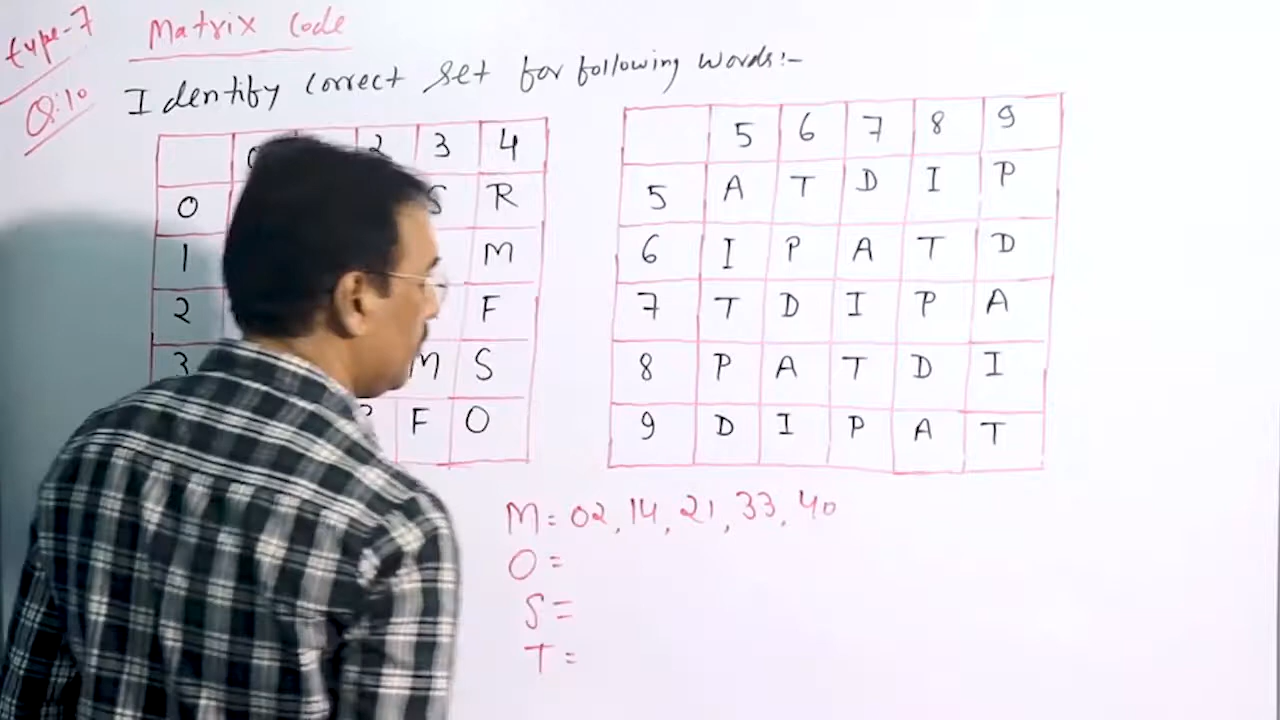 type-7 Matrix Code
Q:10 Identify correct set for following words:-
2 3 4
0 S R
1 M
2 F
3 M S
F O
5 6 7 8 9
5 A T D I P
6 I P A T D
7 T D I P A
8 P A T D I
9 D I P A T
M = 02, 14, 21, 33, 40
O =
S =
T =